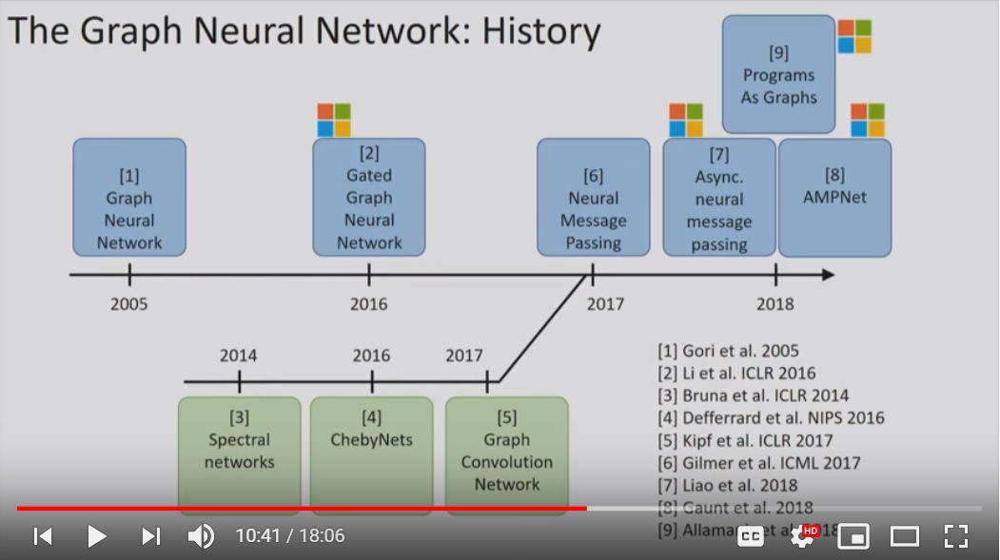 The Graph Neural Network: History
[9]
Programs
As Graphs
[1]
Graph
Neural
Network
[2]
Gated
Graph
Neural
Network
[6]
Neural
Message
Passing
[7]
Async.
neural
message
passing
[8]
AMPNet
2005
2016
2017
2018
2014
2016
2017
[3]
Spectral
networks
[4]
ChebyNets
[5]
Graph
Convolution
Network
[1] Gori et al. 2005
[2] Li et al. ICLR 2016
[3] Bruna et al. ICLR 2014
[4] Defferrard et al. NIPS 2016
[5] Kipf et al. ICLR 2017
[6] Gilmer et al. ICML 2017
[7] Liao et al. 2018
[8] Gaunt et al. 2018
[9] et al
10:41 / 18:06
CC
HD